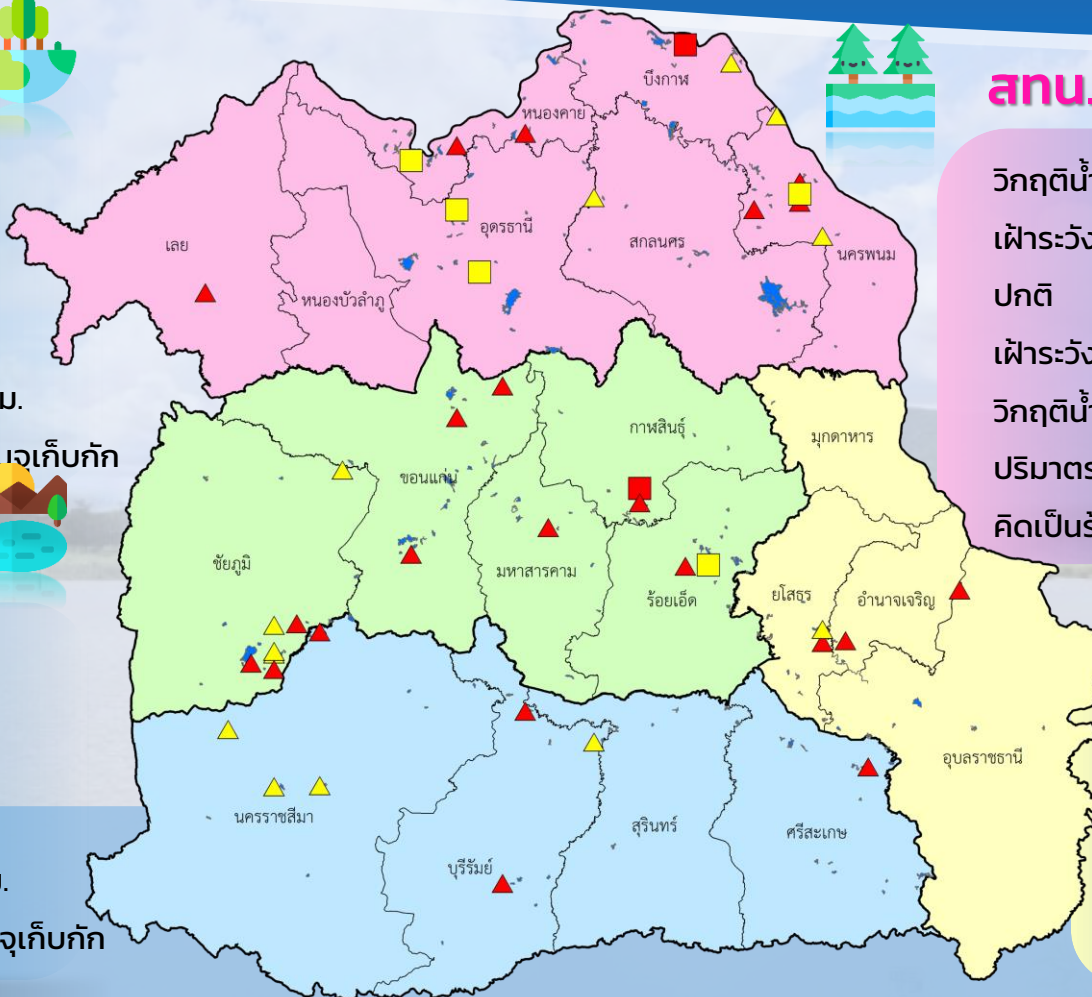 สทน.
บึงกาฬ
หนองคาย
วิกฤติน้ำ
เฝ้าระวัง
ปกติ
เฝ้าระวัง
วิกฤติน้ำ
ปริมาตร
คิดเป็น
เลย
หนองบัวลำภู
อุดรธานี
สกลนคร
นครพนม
ม.
จุเก็บกัก
ขอนแก่น
กาฬสินธุ์
มุกดาหาร
ชัยภูมิ
มหาสารคาม
ร้อยเอ็ด
ยโสธร
อำนาจเจริญ
อุบลราชธานี
นครราชสีมา
บุรีรัมย์
สุรินทร์
ศรีสะเกษ
จุเก็บกัก